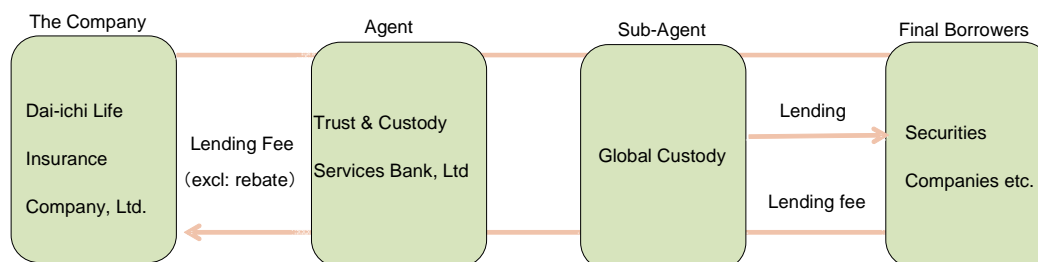 The Company
Agent
Sub-Agent
Final Borrowers
Dai-ichi Life
Insurance
Company, Ltd.
Lending Fee
（excl: rebate）
Trust & Custody
Services Bank, Ltd
Global Custody
Lending
Lending fee
Securities
Companies etc.